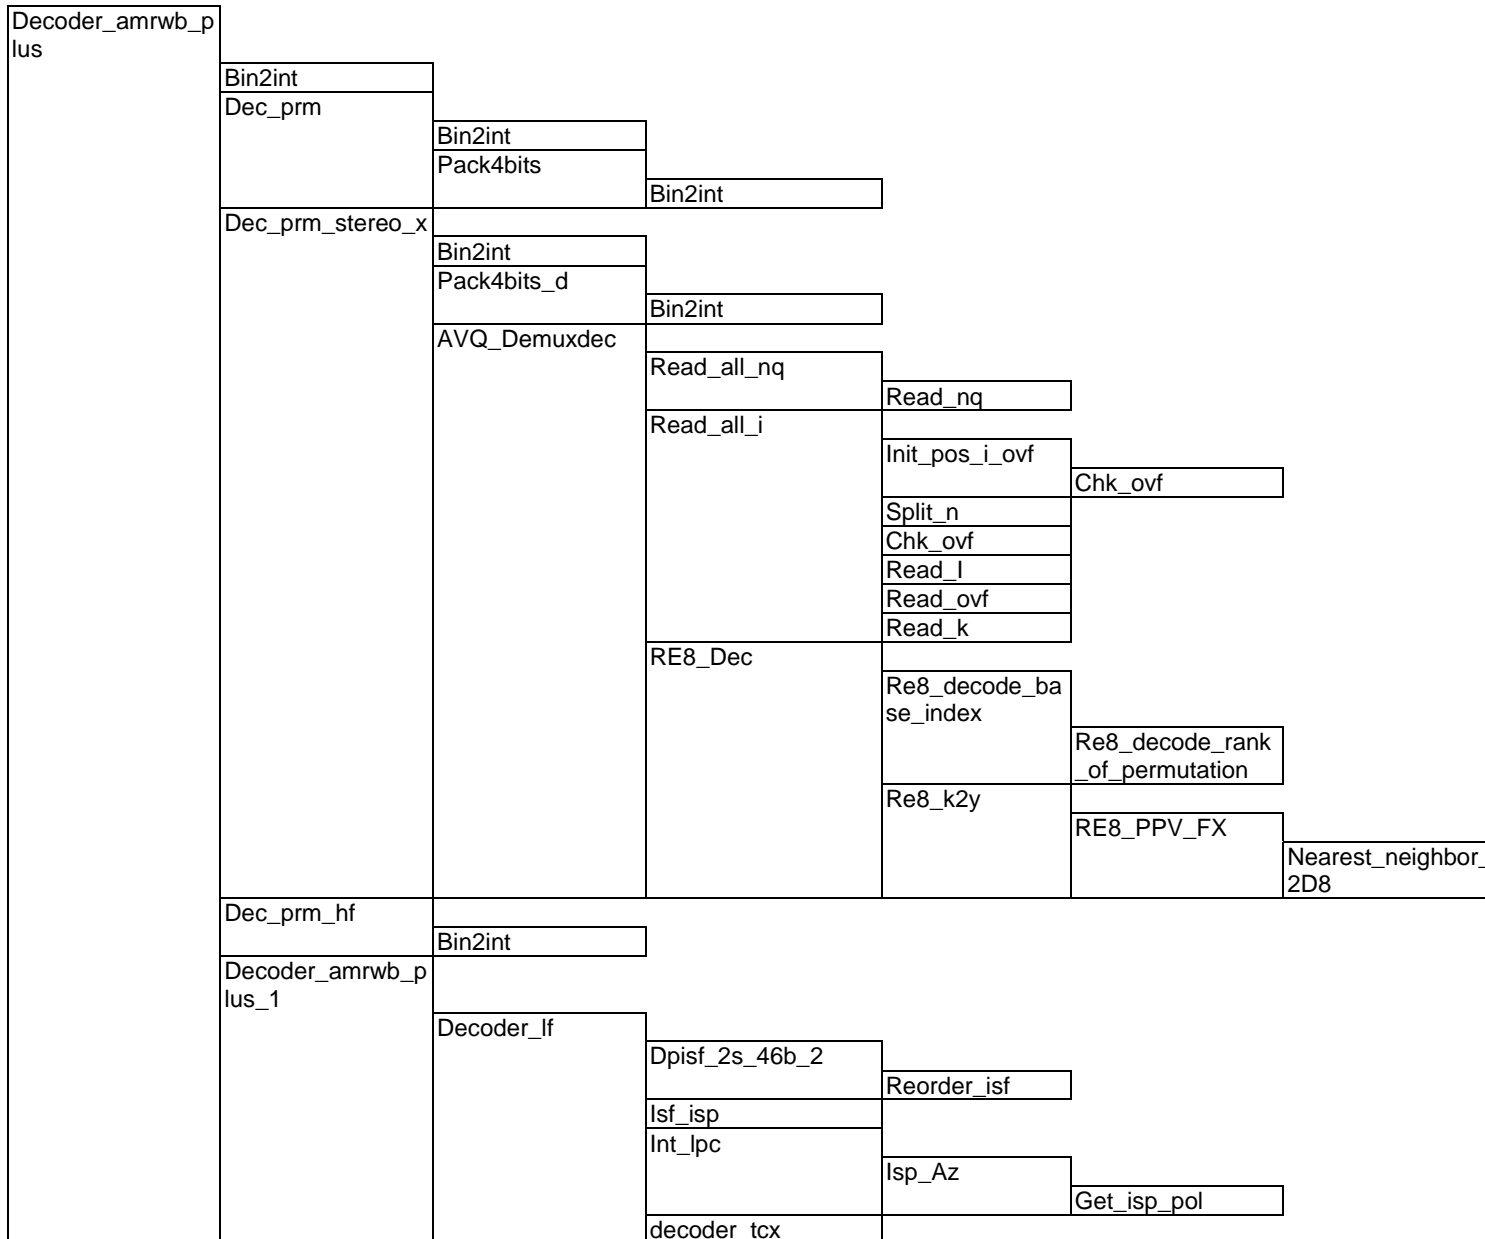 Decoder_amrwb_p
lus
Bin2int
Dec_prm
Bin2int
Pack4bits
Bin2int
Dec_prm_stereo_x
Bin2int
Pack4bits_d
Bin2int
AVQ_Demuxdec
Read_all_nq
Read_nq
Read_all_i
Init_pos_i_ovf
Chk_ovf
Split_n
Chk_ovf
Read_I
Read_ovf
Read_k
RE8_Dec
Re8_decode_ba
se_index
Re8_decode_rank
_of_permutation
Re8_k2y
RE8_PPV_FX
Nearest_neighbor_
2D8
Dec_prm_hf
Bin2int
Decoder_amrwb_p
lus_1
Decoder_lf
Dpisf_2s_46b_2
Reorder_isf
Isf_isp
Int_lpc
Isp_Az
Get_isp_pol
decoder_tcx